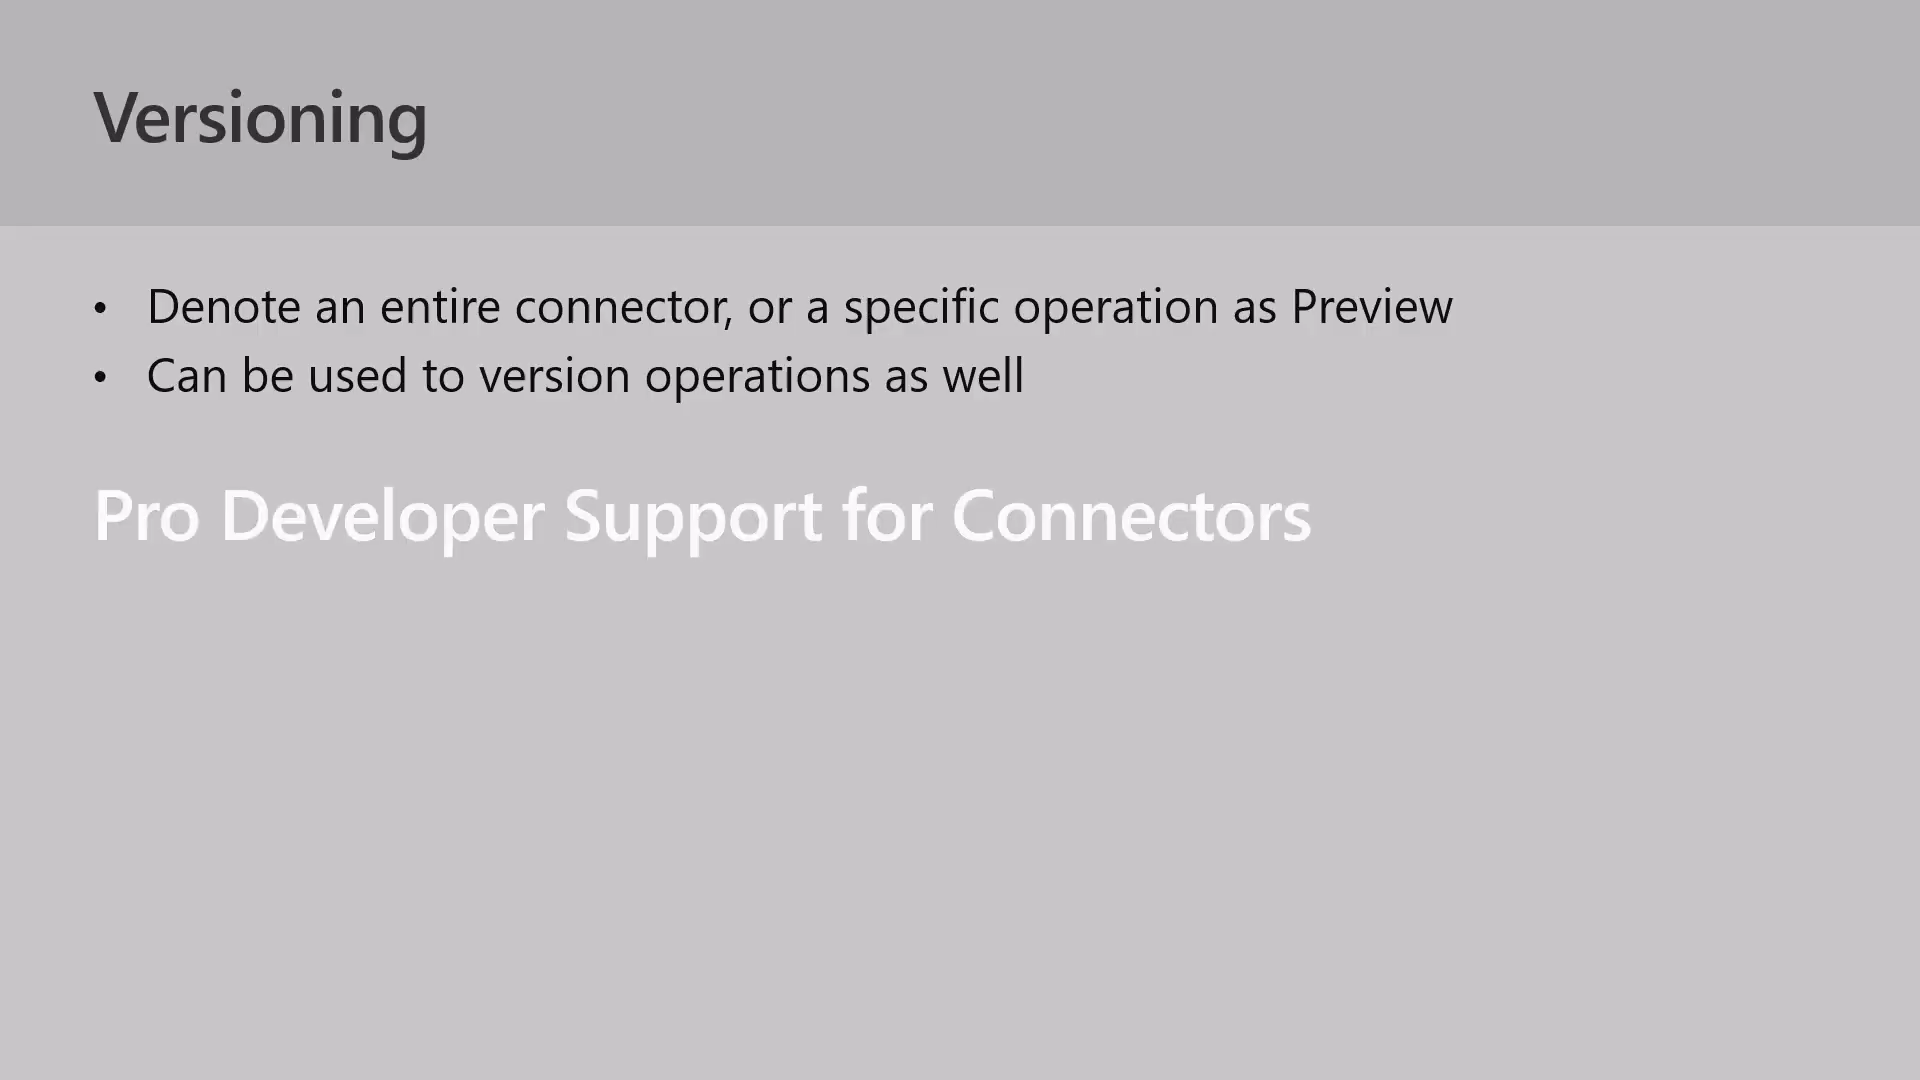 Versioning
• Denote an entire connector, or a specific operation as Preview
• Can be used to version operations as well
Pro Developer Support for Connectors